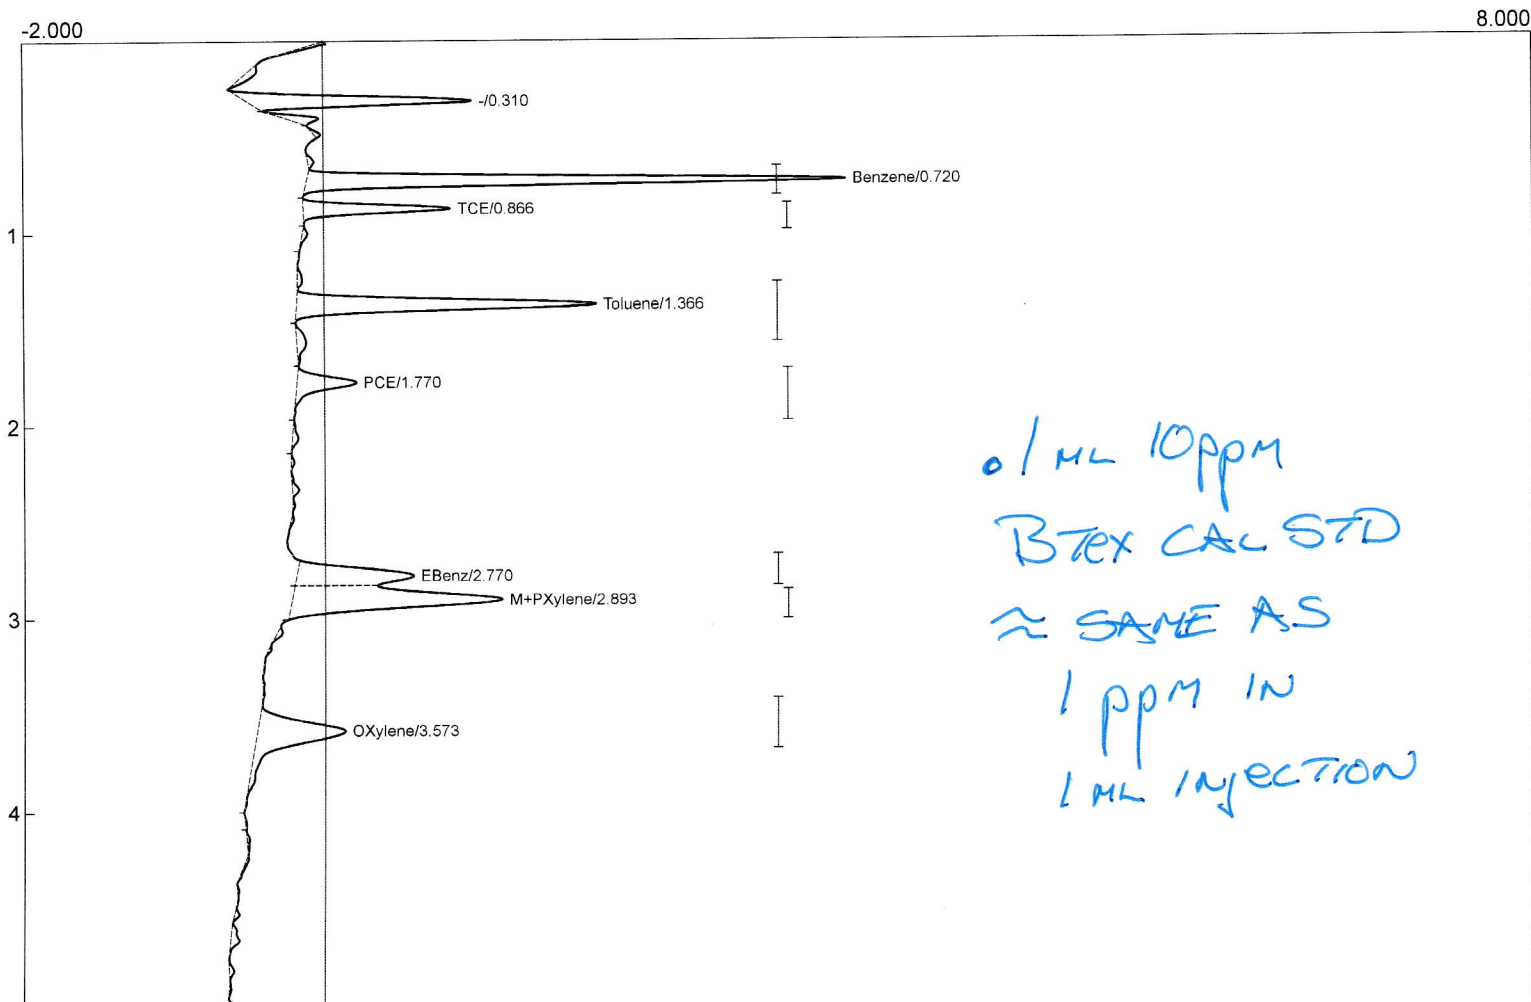 -2.000 8.000
-/0.310
Benzene/0.720
TCE/0.866
1
Toluene/1.366
PCE/1.770
2
.1 ML 10ppM
BTex CAL STD
EBenz/2.770
M+PXylene/2.893
≈ SAME AS
3
1 ppM IN
OXylene/3.573
1 ML INjECTION
4